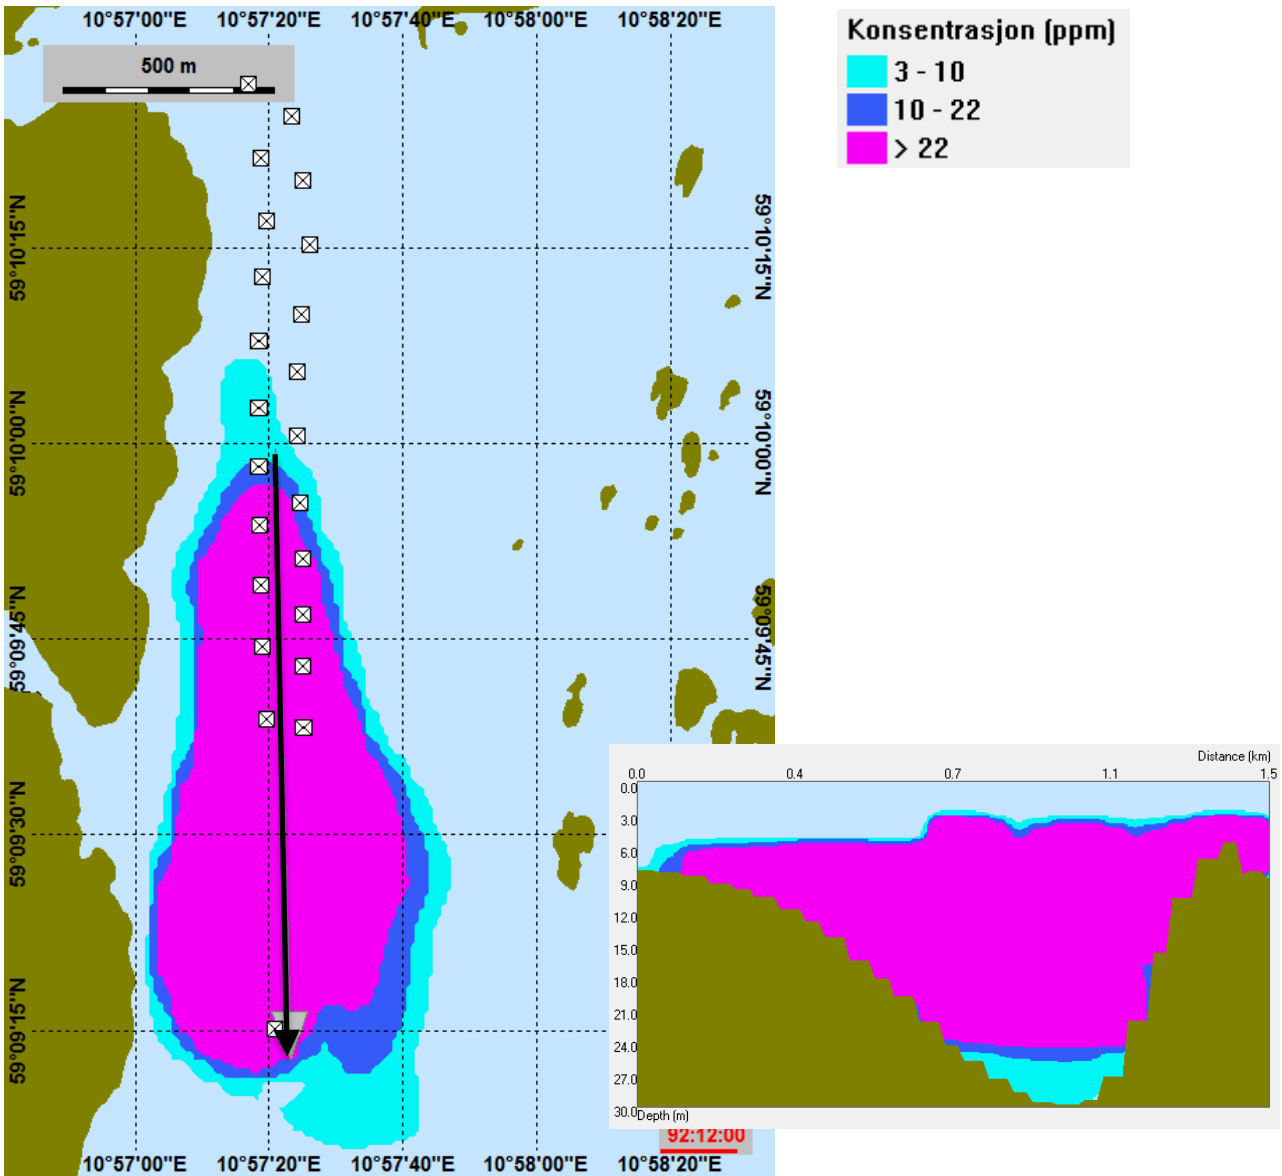 10°57'00"E 10°57'20"E 10°57'40"E 10°58'00"E 10°58'20"E
500 m
Konsentrasjon (ppm)
3 - 10
10 - 22
> 22
59°10'15"N 59°10'15"N
59°10'00"N 59°10'00"N
59°09'45"N 59°09'45"N
59°09'30"N
59°09'15"N
Distance (km)
0.0 0.4 0.7 1.1 1.5
0.0
3.0
6.0
9.0
12.0
15.0
18.0
21.0
24.0
27.0
30.0
Depth (m)
92:12:00
10°57'00"E 10°57'20"E 10°57'40"E 10°58'00"E 10°58'20"E